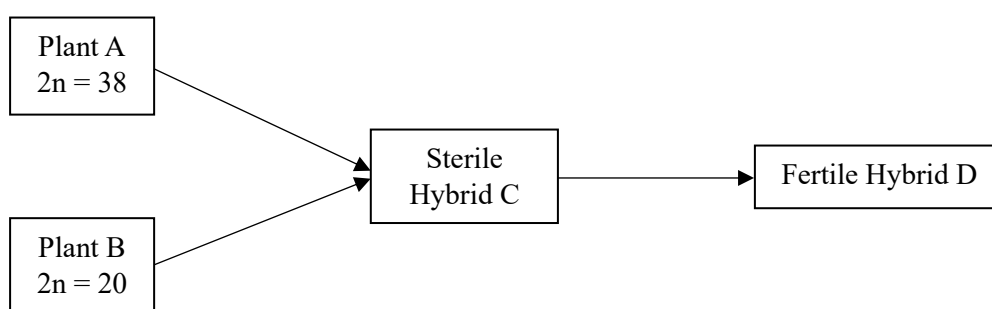 Plant A
2n = 38
Sterile
Hybrid C
Fertile Hybrid D
Plant B
2n = 20